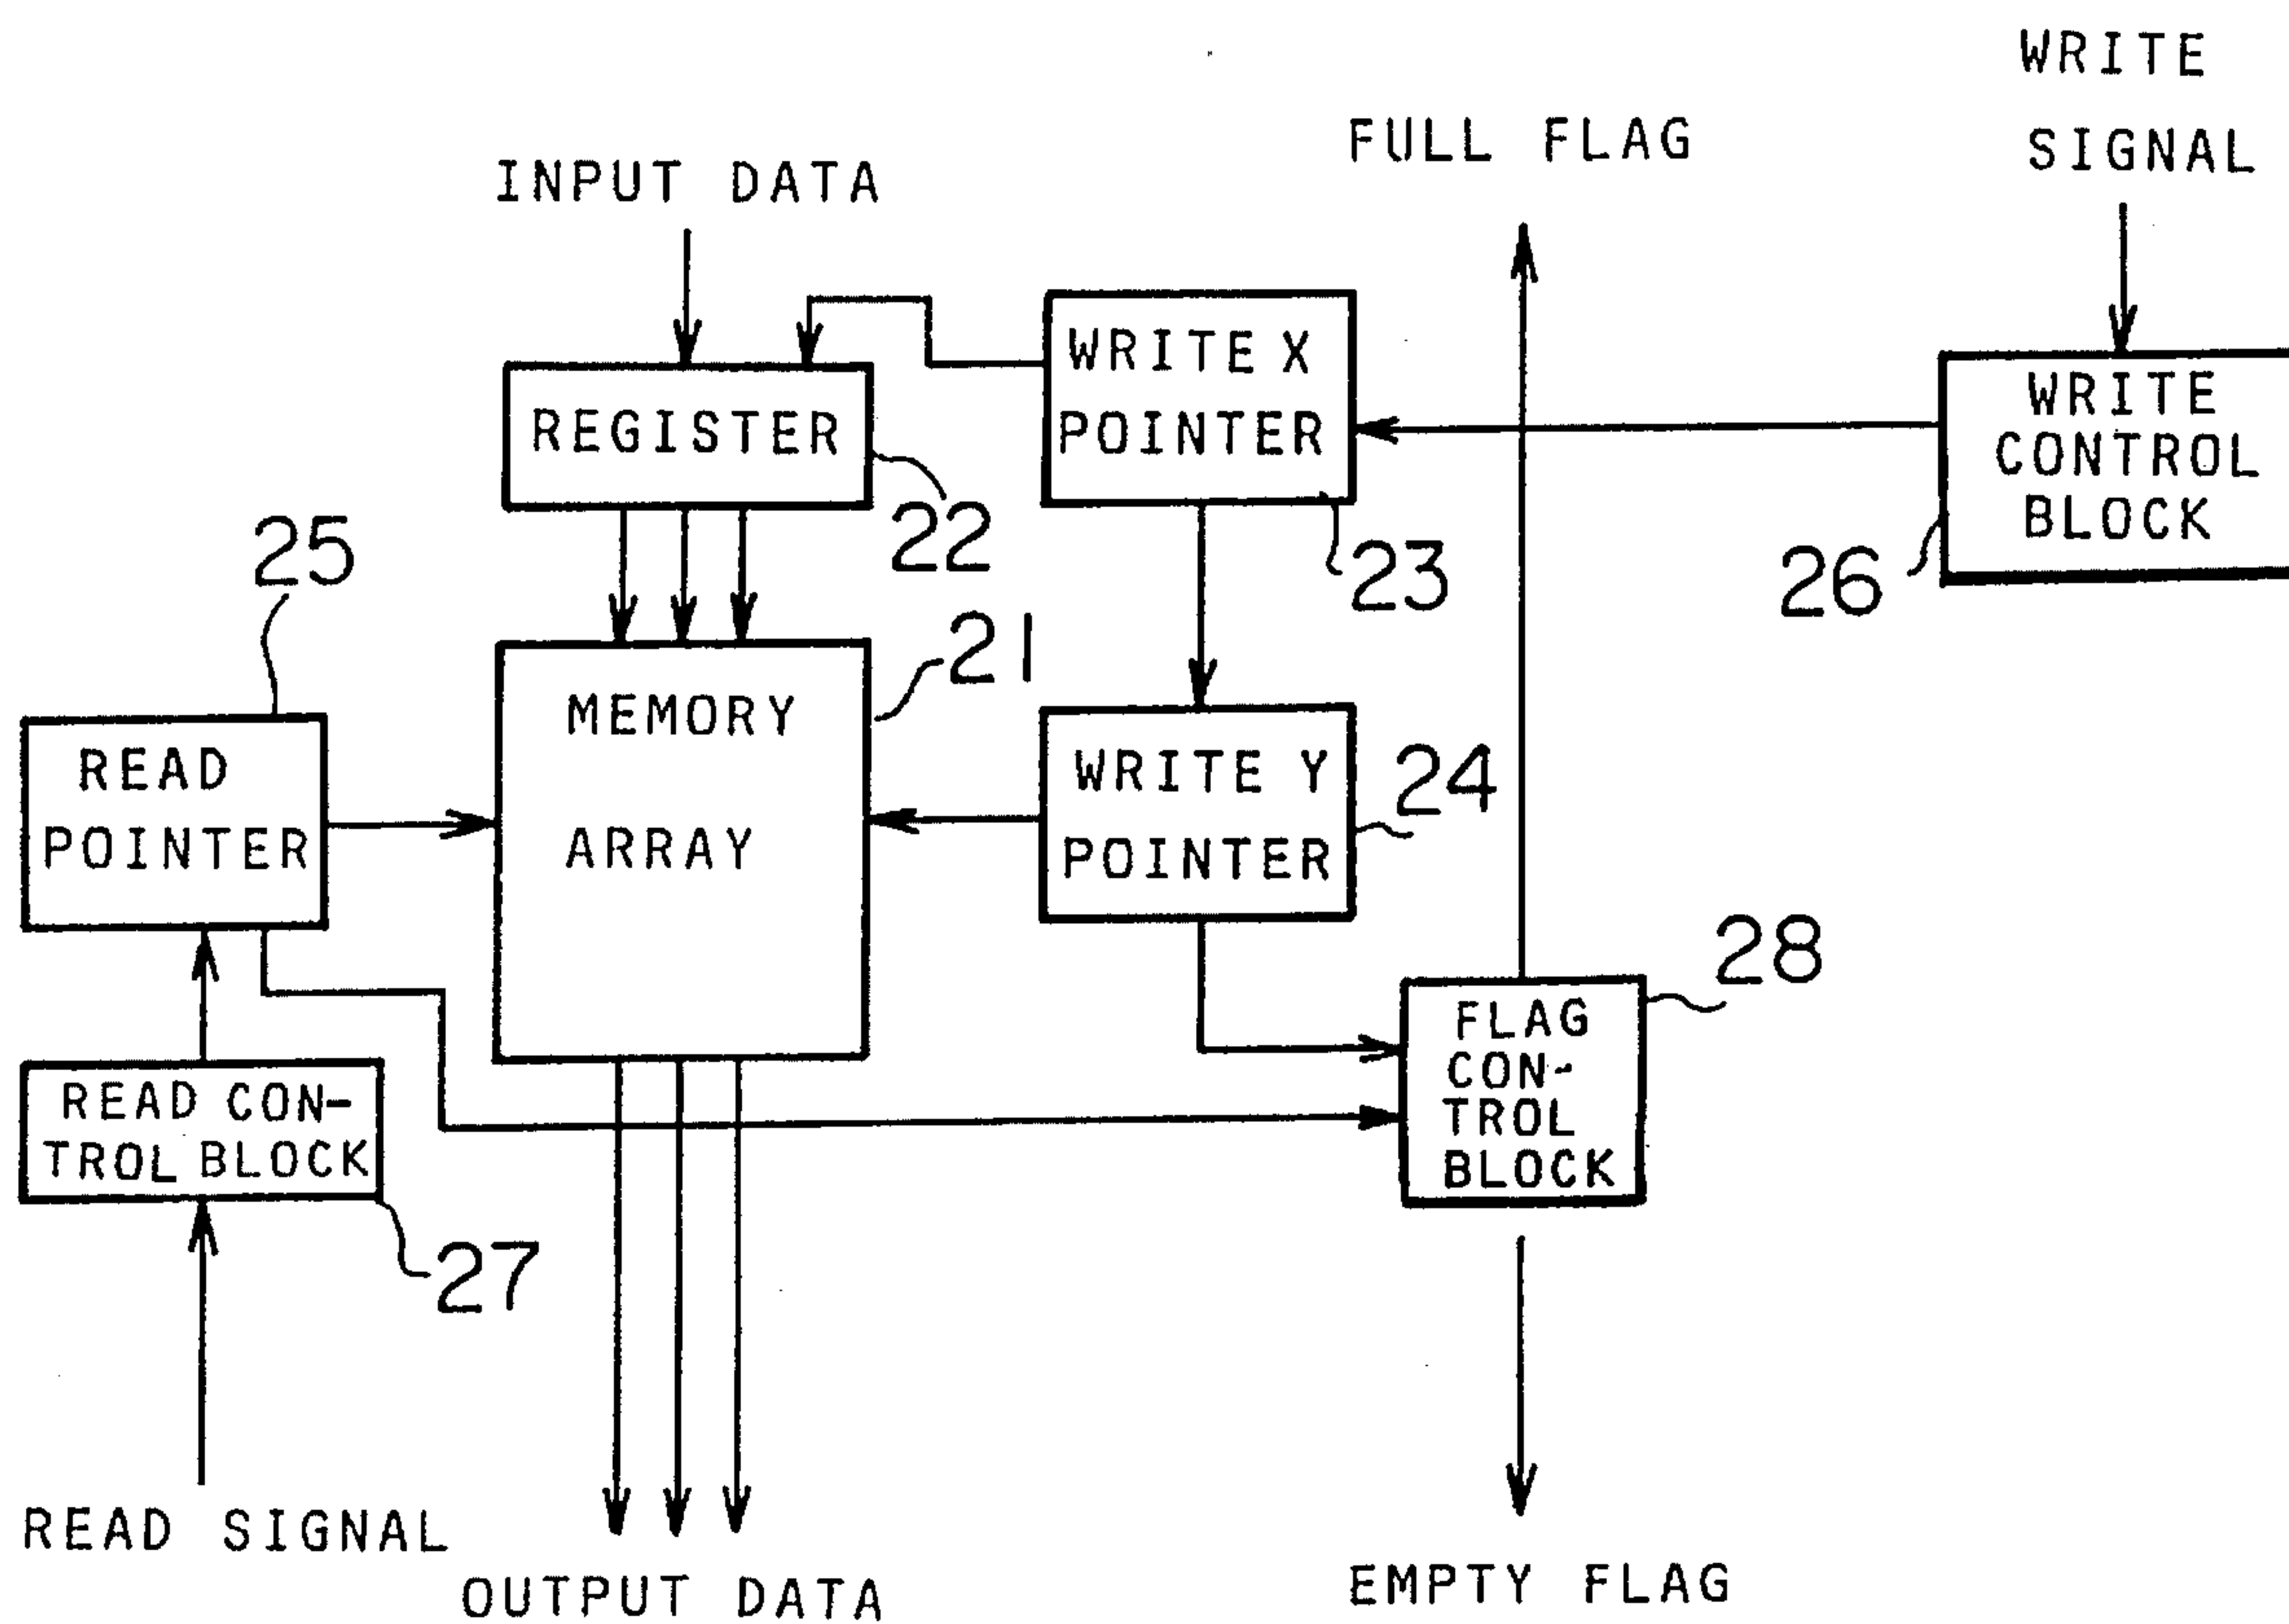 WRITE
SIGNAL
FULL FLAG
INPUT DATA
WRITE X
POINTER
23
REGISTER
22
WRITE
CONTROL
BLOCK
26
25
21
MEMORY
ARRAY
READ
POINTER
WRITE Y
POINTER
24
28
FLAG
CON-
TROL
BLOCK
READ CON-
TROL BLOCK
27
READ SIGNAL
OUTPUT DATA
EMPTY FLAG